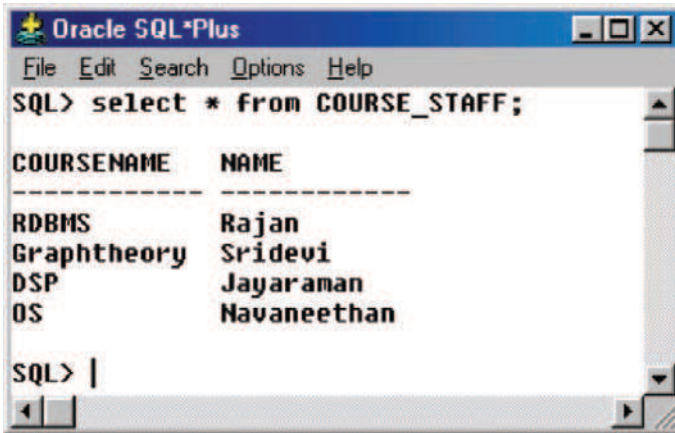 Oracle SQL*Plus
File Edit Search Options Help
SQL> select * from COURSE_STAFF;
COURSENAME NAME
------------ -------------
RDBMS Rajan
Graphtheory Sridevi
DSP Jayaraman
OS Navaneethan
SQL>